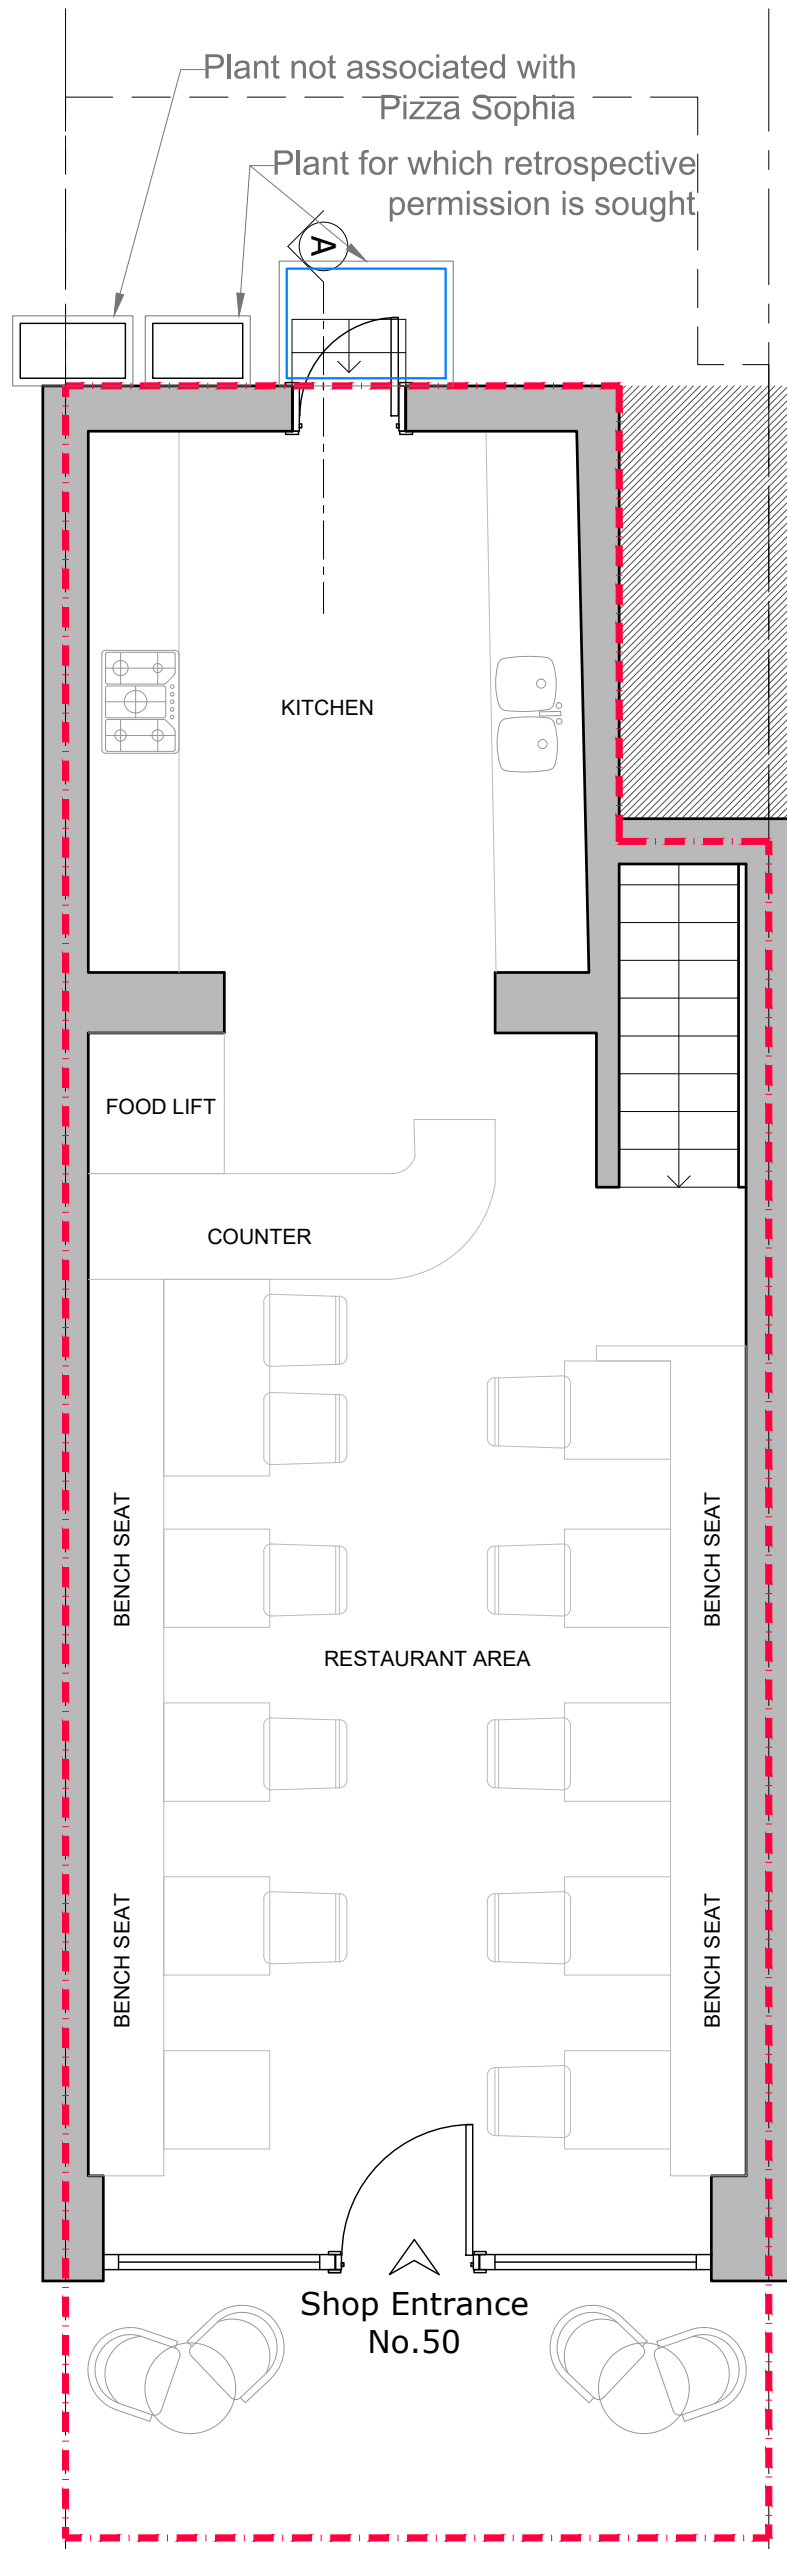 Plant not associated with
Pizza Sophia
Plant for which retrospective
permission is sought
A
KITCHEN
FOOD LIFT
COUNTER
BENCH SEAT
BENCH SEAT
RESTAURANT AREA
BENCH SEAT
BENCH SEAT
Shop Entrance
No.50